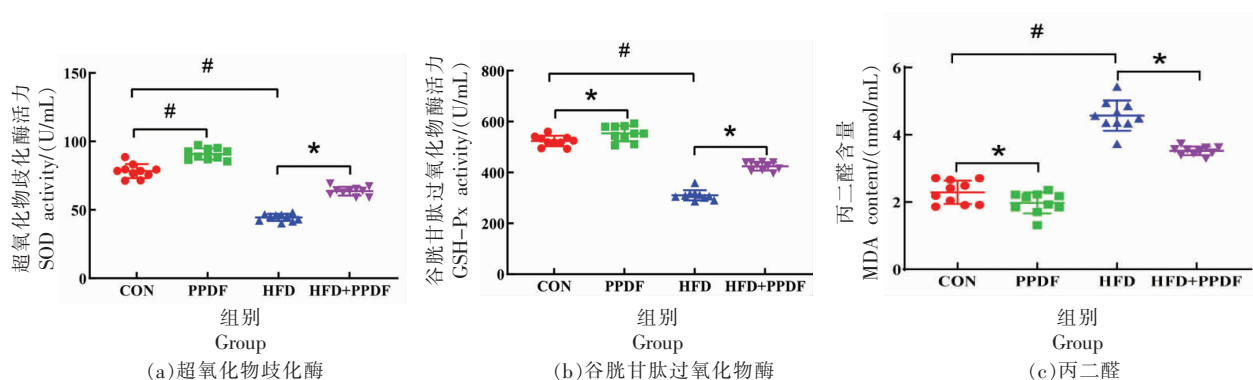 超氧化物歧化酶活力
SOD activity/(U/mL)
150
100
50
0
#
#
*
CON PPDF HFD HFD+PPDF
组别
Group
(a)超氧化物歧化酶
谷胱甘肽过氧化物酶活力
GSH-Px activity/(U/mL)
800
600
400
200
0
#
*
*
CON PPDF HFD HFD+PPDF
组别
Group
(b)谷胱甘肽过氧化物酶
丙二醛含量
MDA content/(nmol/mL)
6
4
2
0
#
*
*
CON PPDF HFD HFD+PPDF
组别
Group
(c)丙二醛